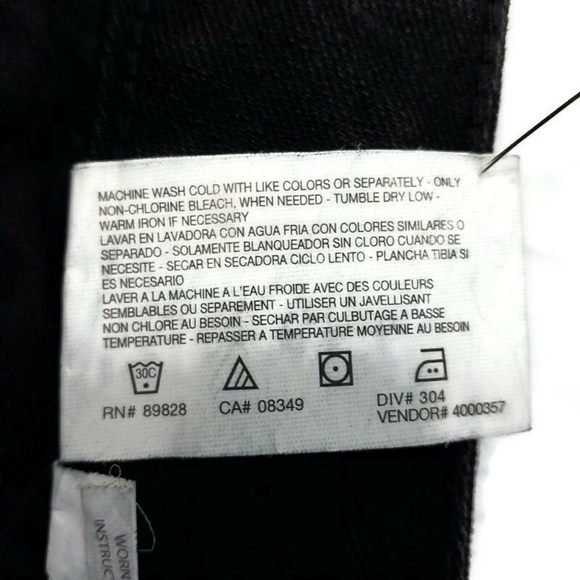 MACHINE WASH COLD WITH LIKE COLORS OR SEPARATELY - ONLY
NON-CHLORINE BLEACH, WHEN NEEDED - TUMBLE DRY LOW -
WARM IRON IF NECESSARY
LAVAR EN LAVADORA CON AGUA FRIA CON COLORES SIMILARES O
SEPARADO - SOLAMENTE BLANQUEADOR SIN CLORO CUANDO SE
NECESITE - SECAR EN SECADORA CICLO LENTO - PLANCHA TIBIA SI
ES NECESARIO
LAVER A LA MACHINE A L'EAU FROIDE AVEC DES COULEURS
SEMBLABLES OU SEPAREMENT - UTILISER UN JAVELLISANT
NON CHLORE AU BESOIN - SECHAR PAR CULBUTAGE A BASSE
TEMPERATURE - REPASSER A TEMPERATURE MOYENNE AU BESOIN
30C
RN# 89828 CA# 08349 DIV# 304
VENDOR# 4000357